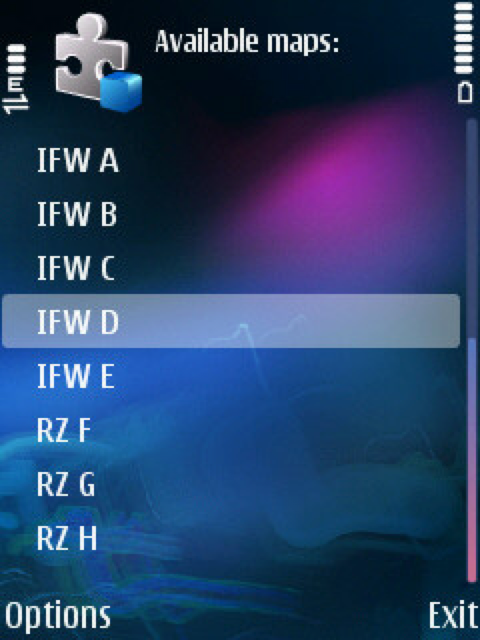 Available maps:
IFW A
IFW B
IFW C
IFW D
IFW E
RZ F
RZ G
RZ H
Options Exit